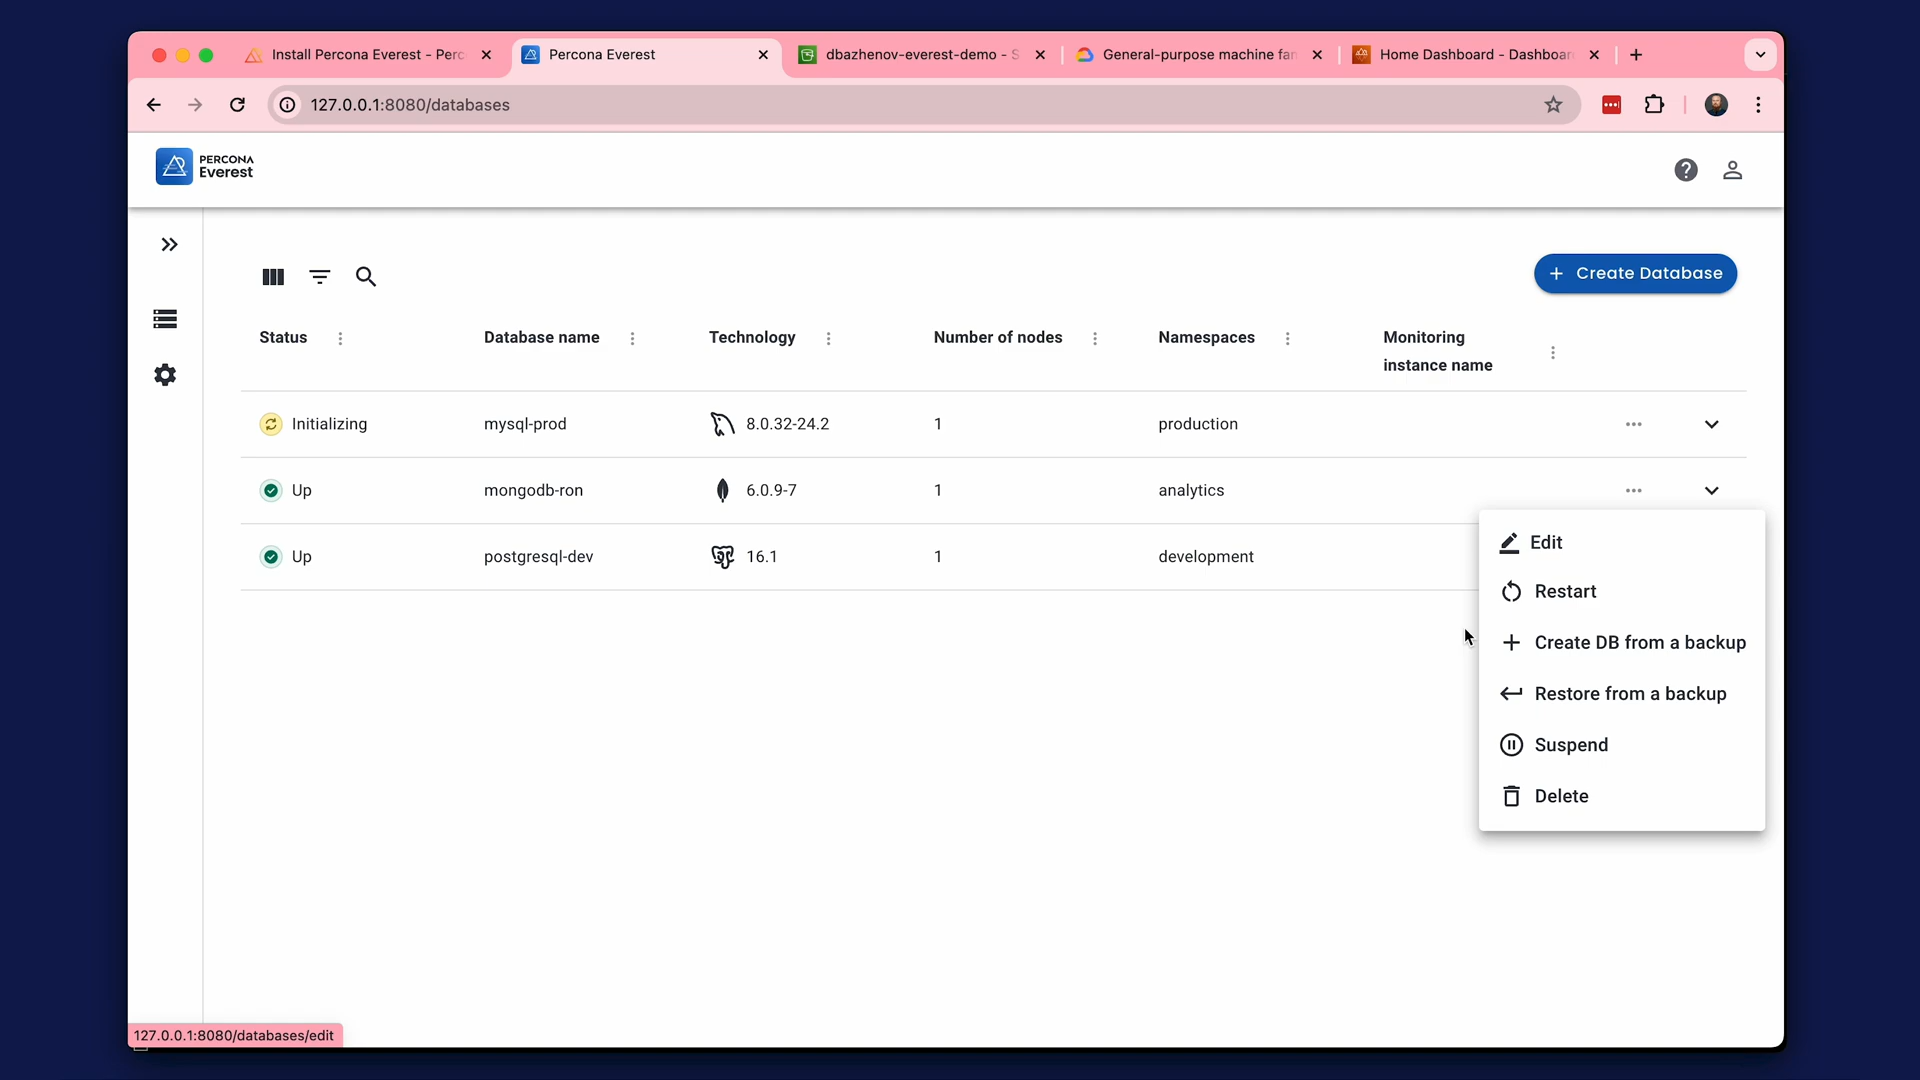 Install Percona Everest - Perc
Percona Everest
dbazhenov-everest-demo - S
General-purpose machine fan
Home Dashboard - Dashboar
127.0.0.1:8080/databases
PERCONA
Everest
Create Database
Status
Database name
Technology
Number of nodes
Namespaces
Monitoring
instance name
Initializing mysql-prod 8.0.32-24.2 1 production
Up mongodb-ron 6.0.9-7 1 analytics
Up postgresql-dev 16.1 1 development
Edit
Restart
Create DB from a backup
Restore from a backup
Suspend
Delete
127.0.0.1:8080/databases/edit